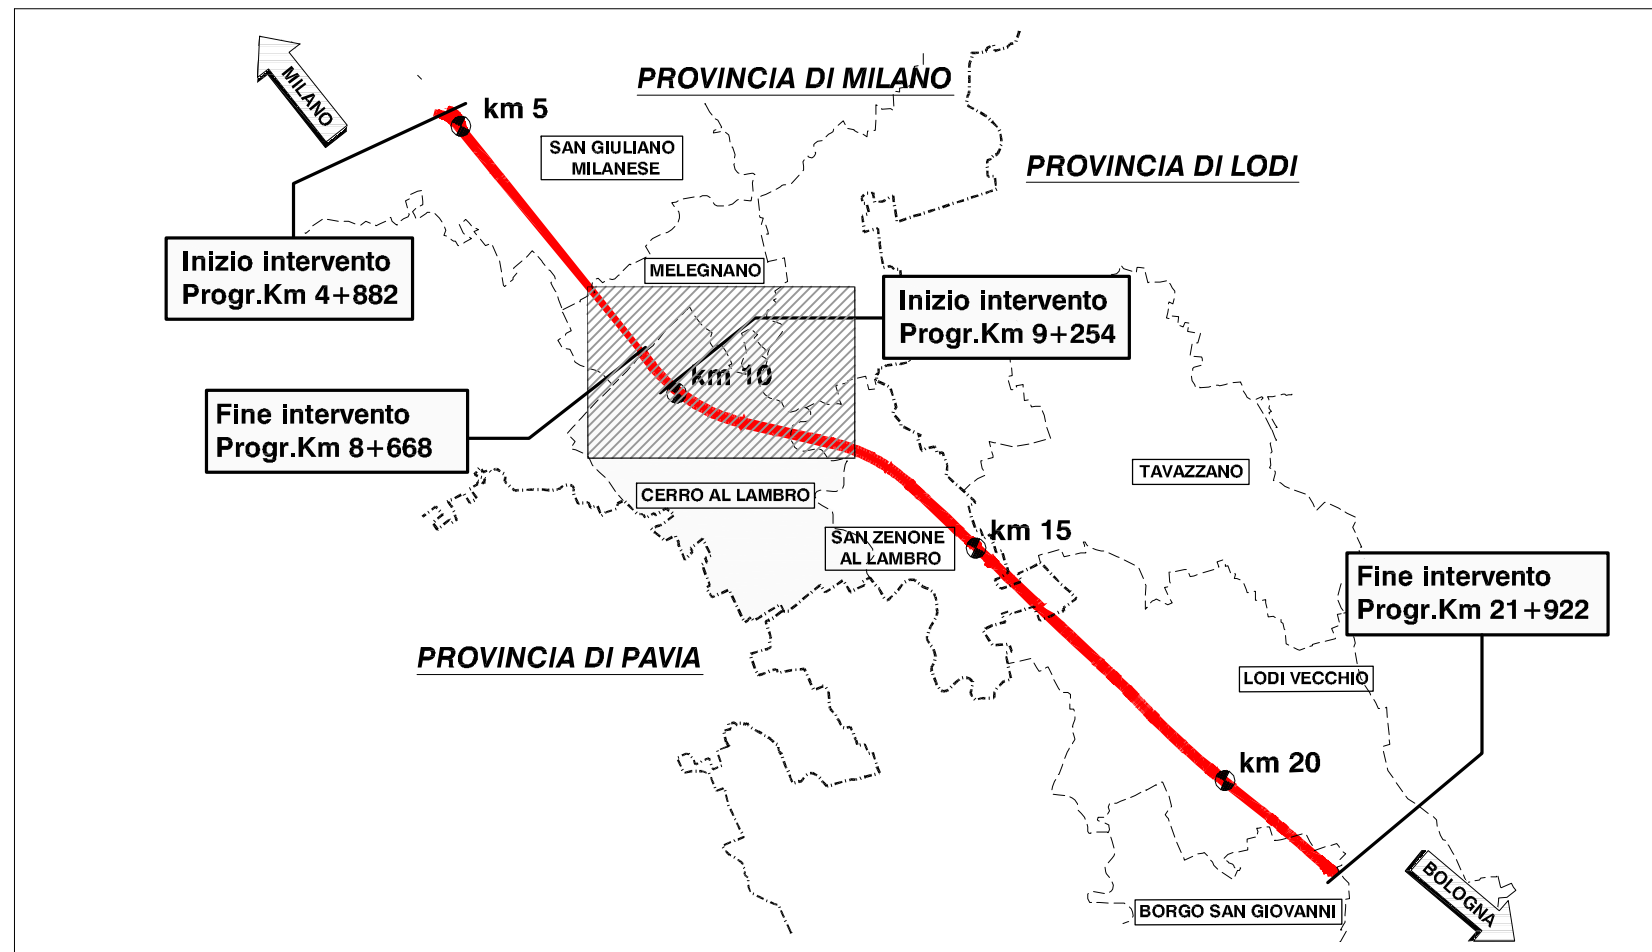 MILANO
PROVINCIA DI MILANO
km 5
SAN GIULIANO
MILANESE
PROVINCIA DI LODI
Inizio intervento
Progr.Km 4+882
MELEGNANO
Inizio intervento
Progr.Km 9+254
km 10
Fine intervento
Progr.Km 8+668
TAVAZZANO
CERRO AL LAMBRO
SAN ZENONE
AL LAMBRO
km 15
Fine intervento
Progr.Km 21+922
PROVINCIA DI PAVIA
LODI VECCHIO
km 20
BOLOGNA
BORGO SAN GIOVANNI